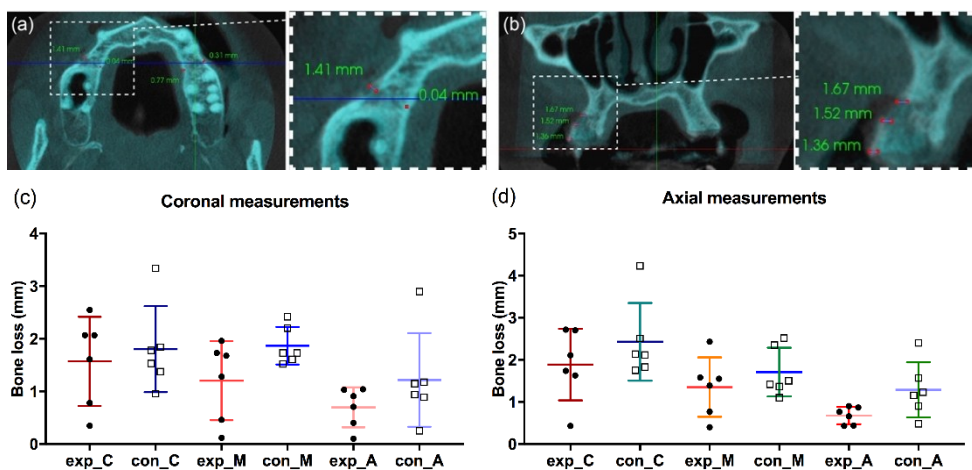 (a)
1.41 mm
0.04 mm
0.31 mm
0.77 mm
1.41 mm
0.04 mm
(b)
1.67
1.52 mm
1.36 mm
1.67 mm
1.52 mm
1.36 mm
(c)
Coronal measurements
Bone loss (mm)
4
3
2
1
0
exp_C con_C exp_M con_M exp_A con_A
(d)
Axial measurements
Bone loss (mm)
5
4
3
2
1
0
exp_C con_C exp_M con_M exp_A con_A